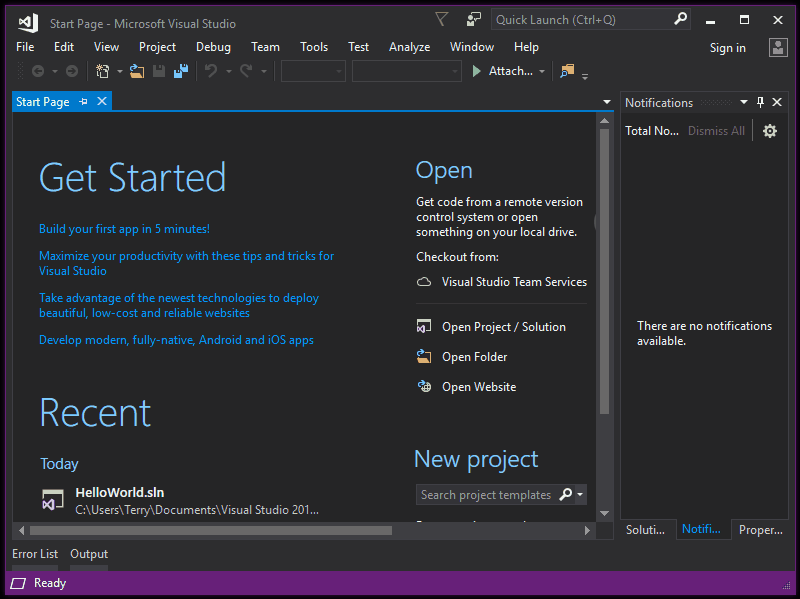 Start Page - Microsoft Visual Studio
Quick Launch (Ctrl+Q)
File Edit View Project Debug Team Tools Test Analyze Window Help
Sign in
Attach...
Start Page
Get Started
Build your first app in 5 minutes!
Maximize your productivity with these tips and tricks for
Visual Studio
Take advantage of the newest technologies to deploy
beautiful, low-cost and reliable websites
Develop modern, fully-native, Android and iOS apps
Recent
Today
HelloWorld.sln
C:\Users\Terry\Documents\Visual Studio 201...
Open
Get code from a remote version
control system or open
something on your local drive.
Checkout from:
Visual Studio Team Services
Open Project / Solution
Open Folder
Open Website
New project
Search project templates
Notifications
Total No... Dismiss All
There are no notifications
available.
Soluti... Notifi... Proper...
Error List Output
Ready